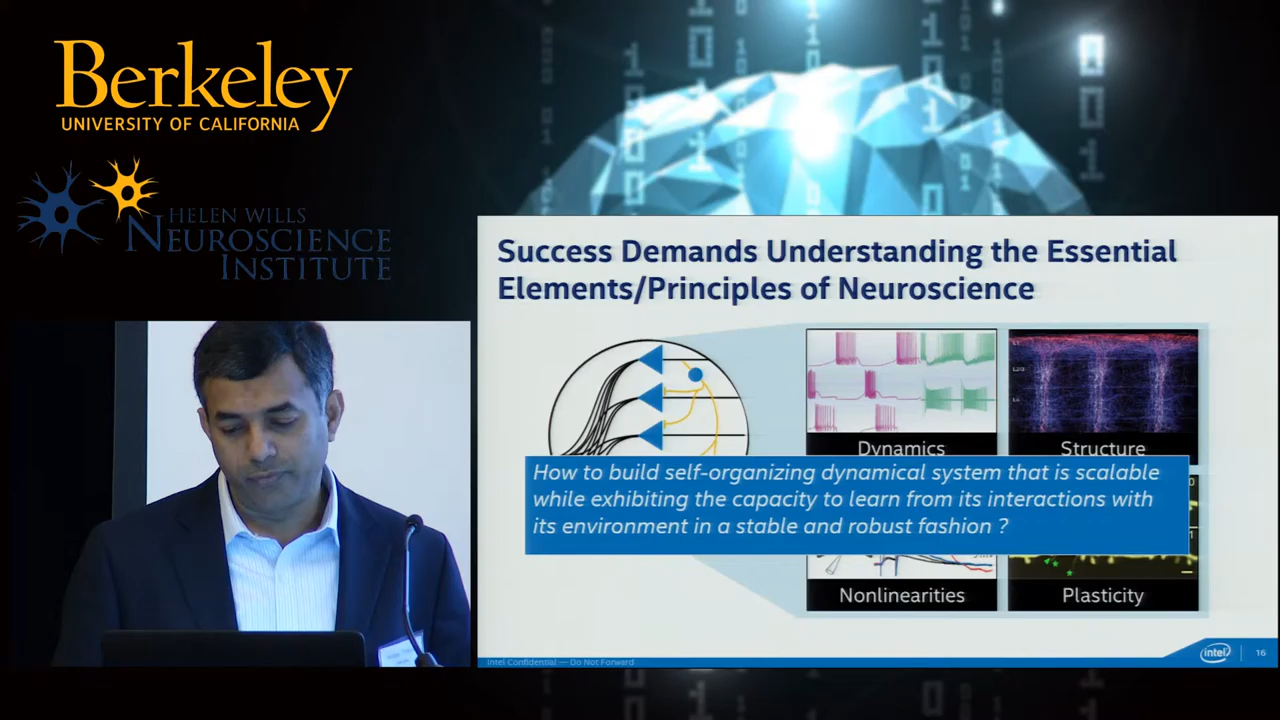 Berkeley
UNIVERSITY OF CALIFORNIA
HELEN WILLS
NEUROSCIENCE
INSTITUTE
Success Demands Understanding the Essential
Elements/Principles of Neuroscience
L1
Dynamics
Structure
How to build self-organizing dynamical system that is scalable
while exhibiting the capacity to learn from its interactions with
its environment in a stable and robust fashion ?
Nonlinearities
Plasticity
Intel Confidential — Do Not Forward
intel
16